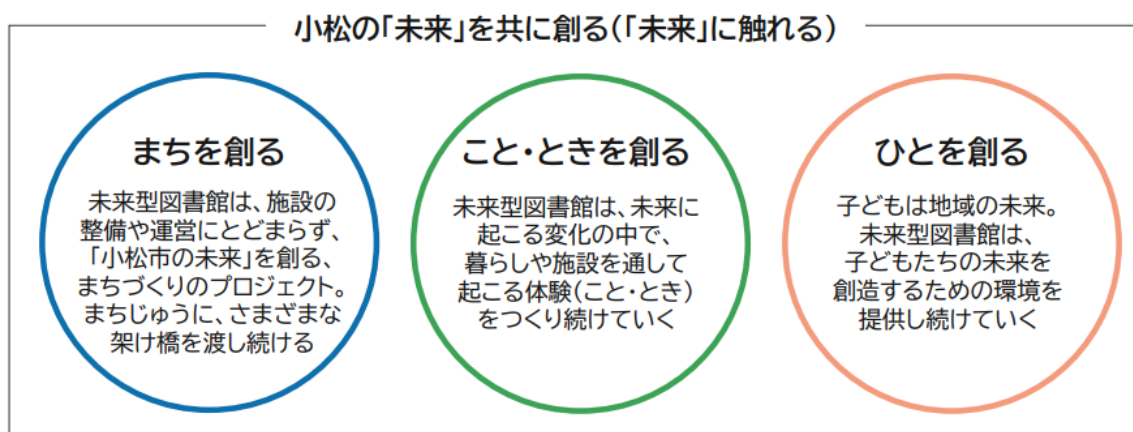 小松の「未来」を共に創る(「未来」に触れる)
まちを創る
未来型図書館は、施設の
整備や運営にとどまらず、
「小松市の未来」を創る、
まちづくりのプロジェクト。
まちじゅうに、さまざまな
架け橋を渡し続ける
こと・ときを創る
未来型図書館は、未来に
起こる変化の中で、
暮らしや施設を通して
起こる体験(こと・とき)
をつくり続けていく
ひとを創る
子どもは地域の未来。
未来型図書館は、
子どもたちの未来を
創造するための環境を
提供し続けていく